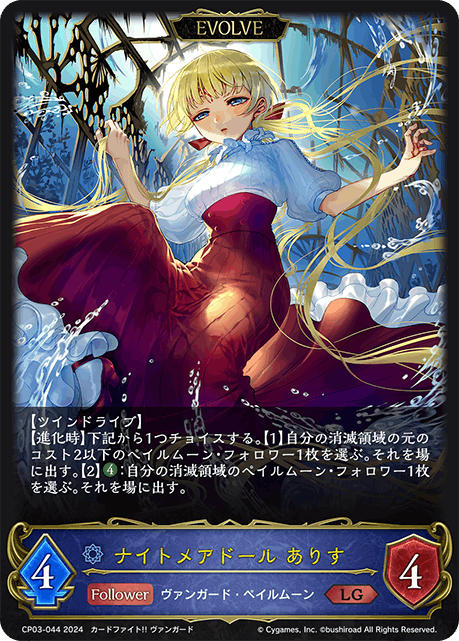 EVOLVE
【ツインドライブ】
【進化時】下記から1つチョイスする。【1】自分の消滅領域の元の
コスト2以下のペイルムーン・フォロワー1枚を選ぶ。それを場
に出す。【2】4:自分の消滅領域のペイルムーン・フォロワー1枚
を選ぶ。それを場に出す。
ナイトメアドール ありす
4
4
Follower ヴァンガード・ペイルムーン LG
CP03-044 2024 カードファイト!! ヴァンガード © Cygames, Inc. ©bushiroad All Rights Reserved.